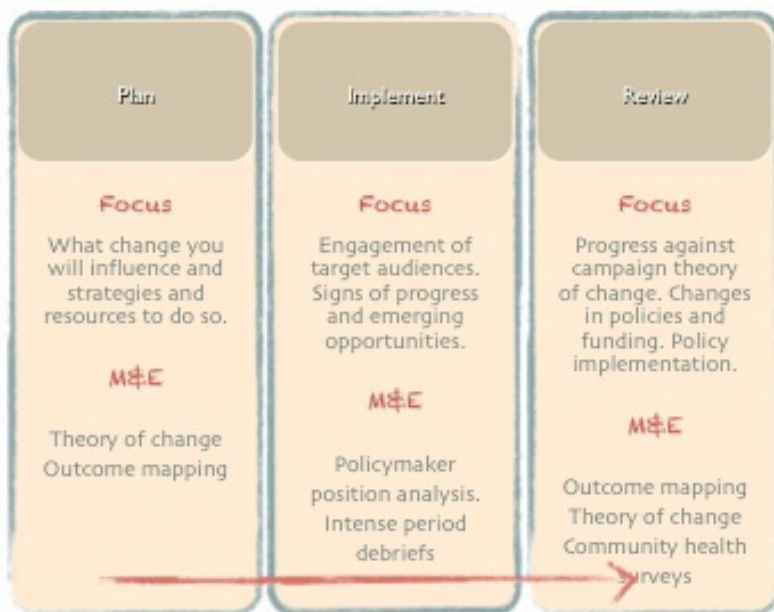 Plan
Focus
What change you
will influence and
strategies and
resources to do so.
M&E
Theory of change
Outcome mapping
Implement
Focus
Engagement of
target audiences.
Signs of progress
and emerging
opportunities.
M&E
Policymaker
position analysis.
Intense period
debriefs
Review
Focus
Progress against
campaign theory
of change. Changes
in policies and
funding. Policy
implementation.
M&E
Outcome mapping
Theory of change
Community health
surveys